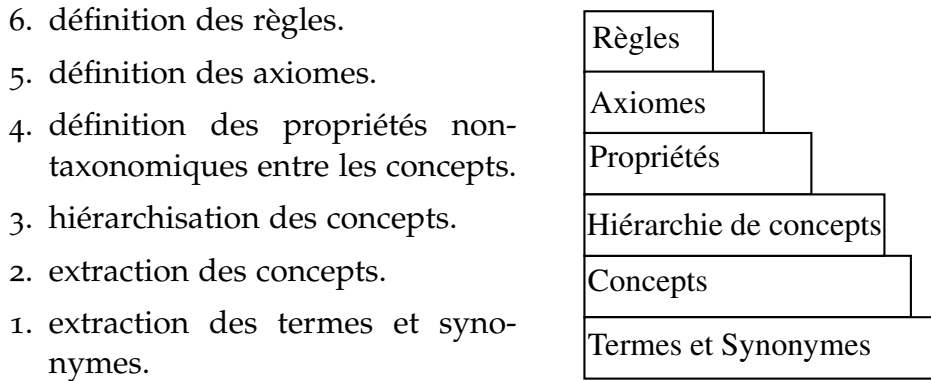 6. définition des règles.
5. définition des axiomes.
4. définition des propriétés non-
taxonomiques entre les concepts.
3. hiérarchisation des concepts.
2. extraction des concepts.
1. extraction des termes et syno-
nymes.
Règles
Axiomes
Propriétés
Hiérarchie de concepts
Concepts
Termes et Synonymes